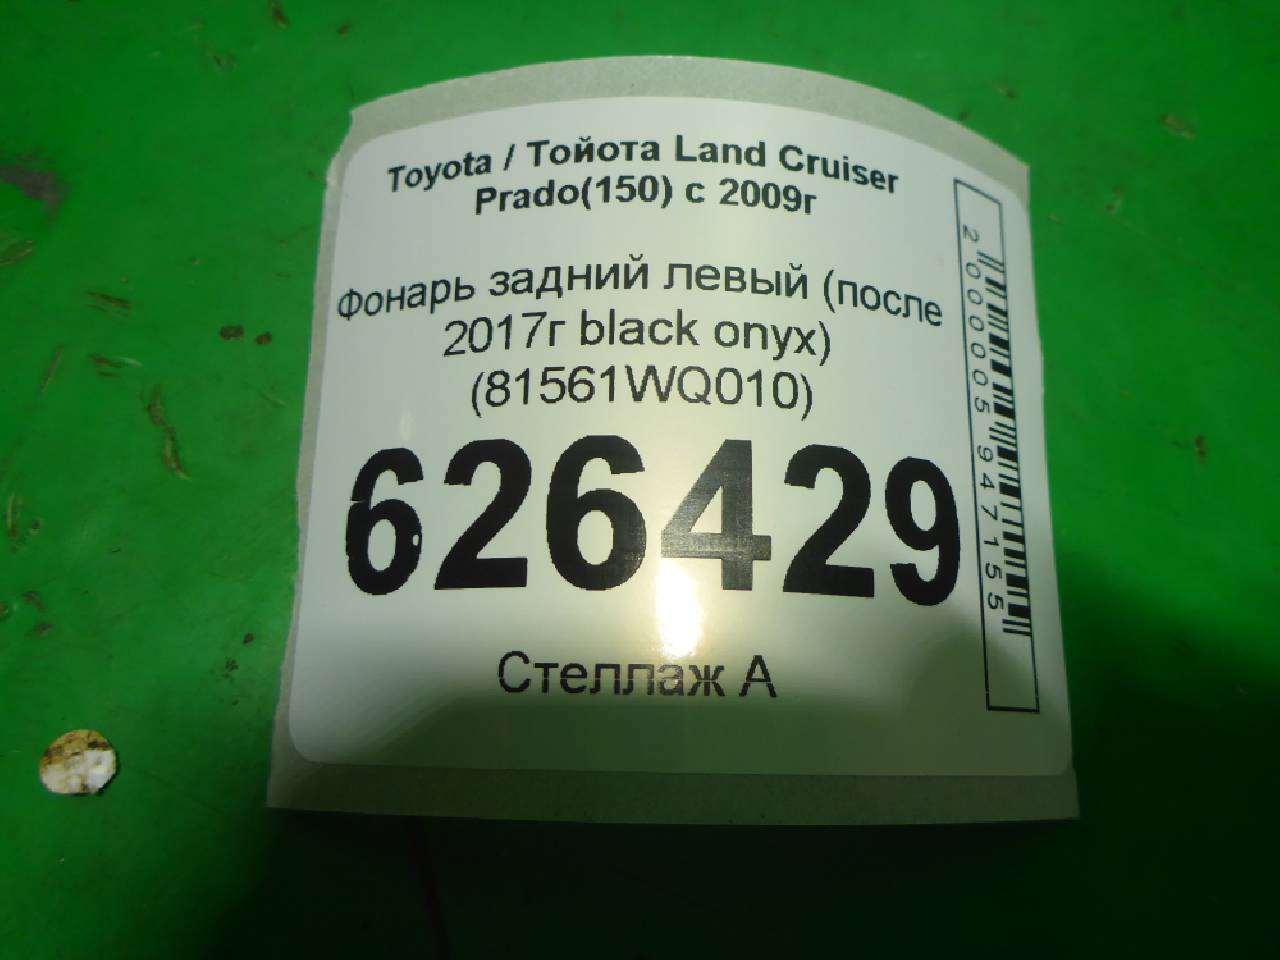 Toyota / Тойота Land Cruiser
Prado(150) с 2009г
Фонарь задний левый (после
2017г black onyx)
(81561WQ010)
626429
Стеллаж А
2000005947155